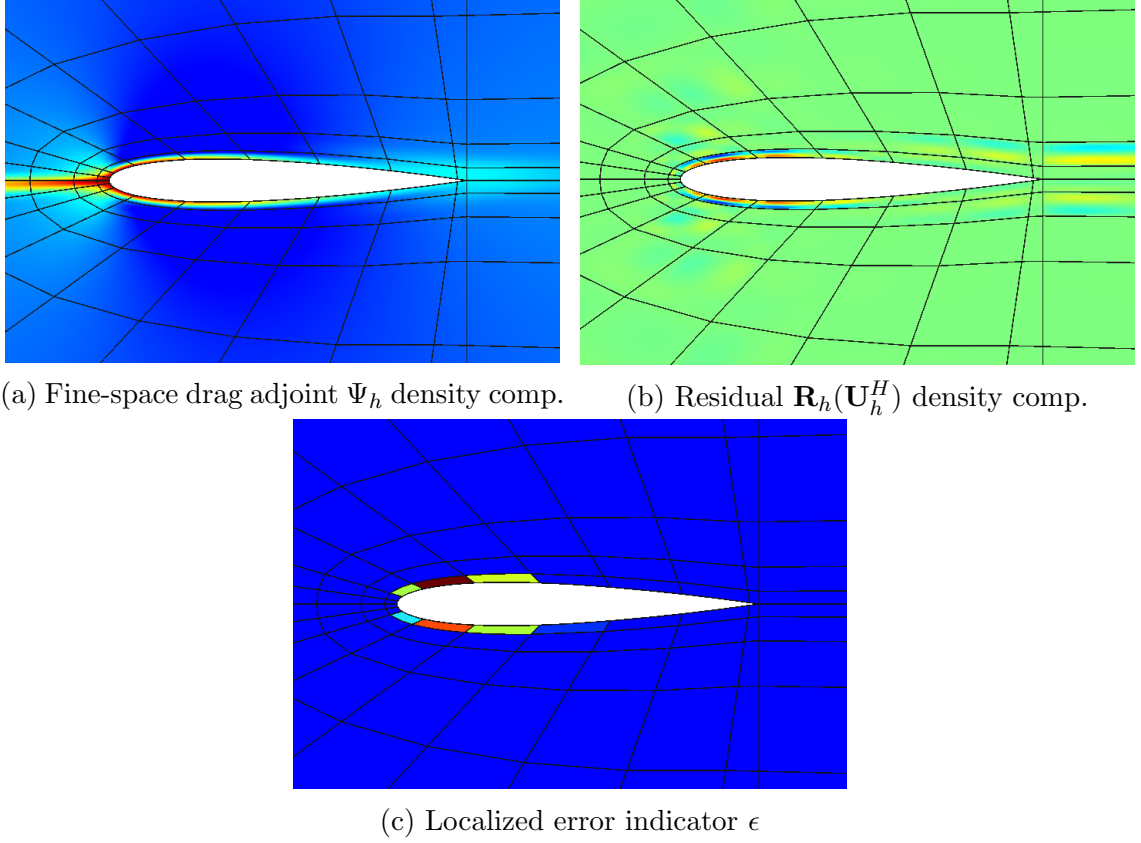 (a) Fine-space drag adjoint Ψ_h density comp.
(b) Residual R_h(U_h^H) density comp.
(c) Localized error indicator ϵ